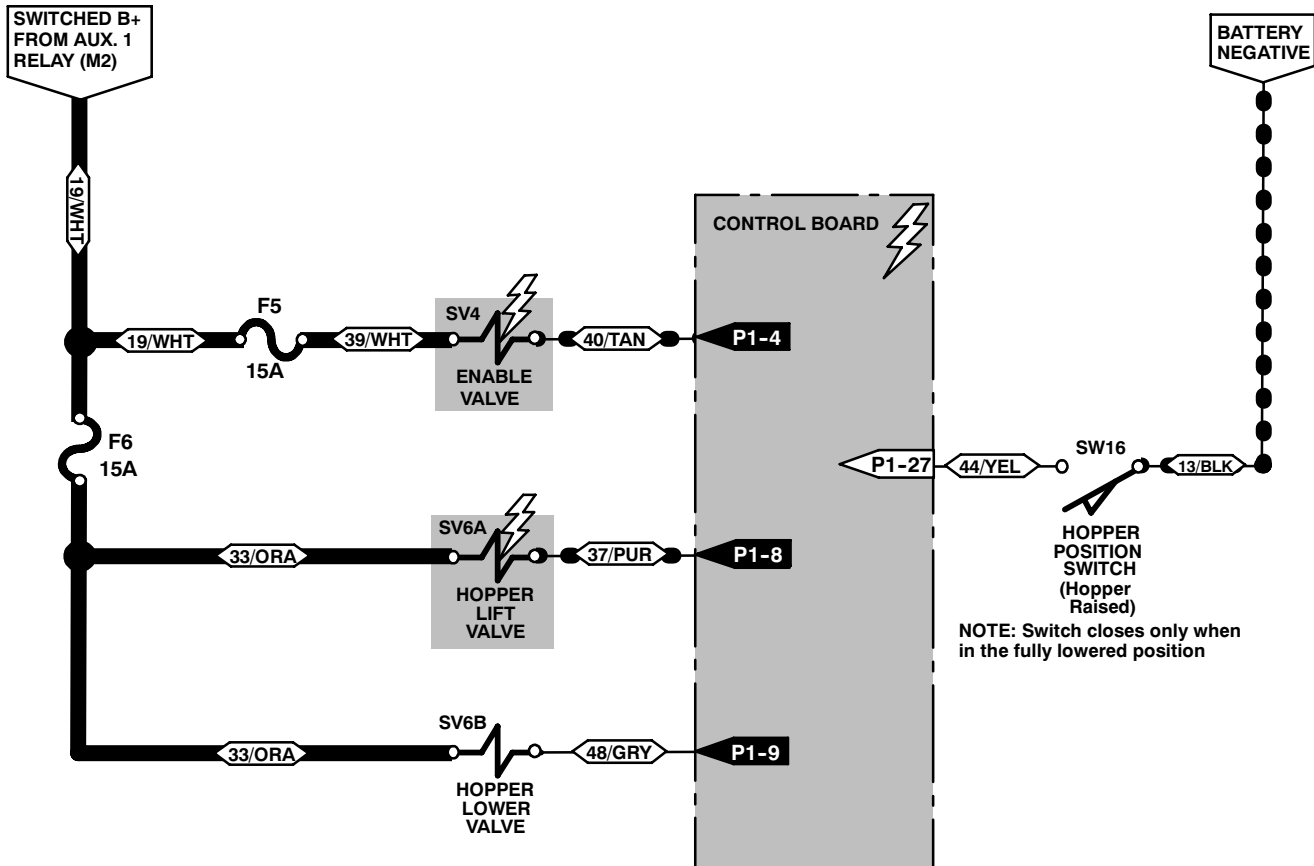 SWITCHED B+
FROM AUX. 1
RELAY (M2)
BATTERY
NEGATIVE
19/WHT
CONTROL BOARD
F5
15A
19/WHT
39/WHT
SV4
ENABLE
VALVE
40/TAN
P1-4
F6
15A
P1-27
44/YEL
SW16
13/BLK
HOPPER
POSITION
SWITCH
(Hopper
Raised)
NOTE: Switch closes only when
in the fully lowered position
33/ORA
SV6A
HOPPER
LIFT
VALVE
37/PUR
P1-8
33/ORA
SV6B
HOPPER
LOWER
VALVE
48/GRY
P1-9